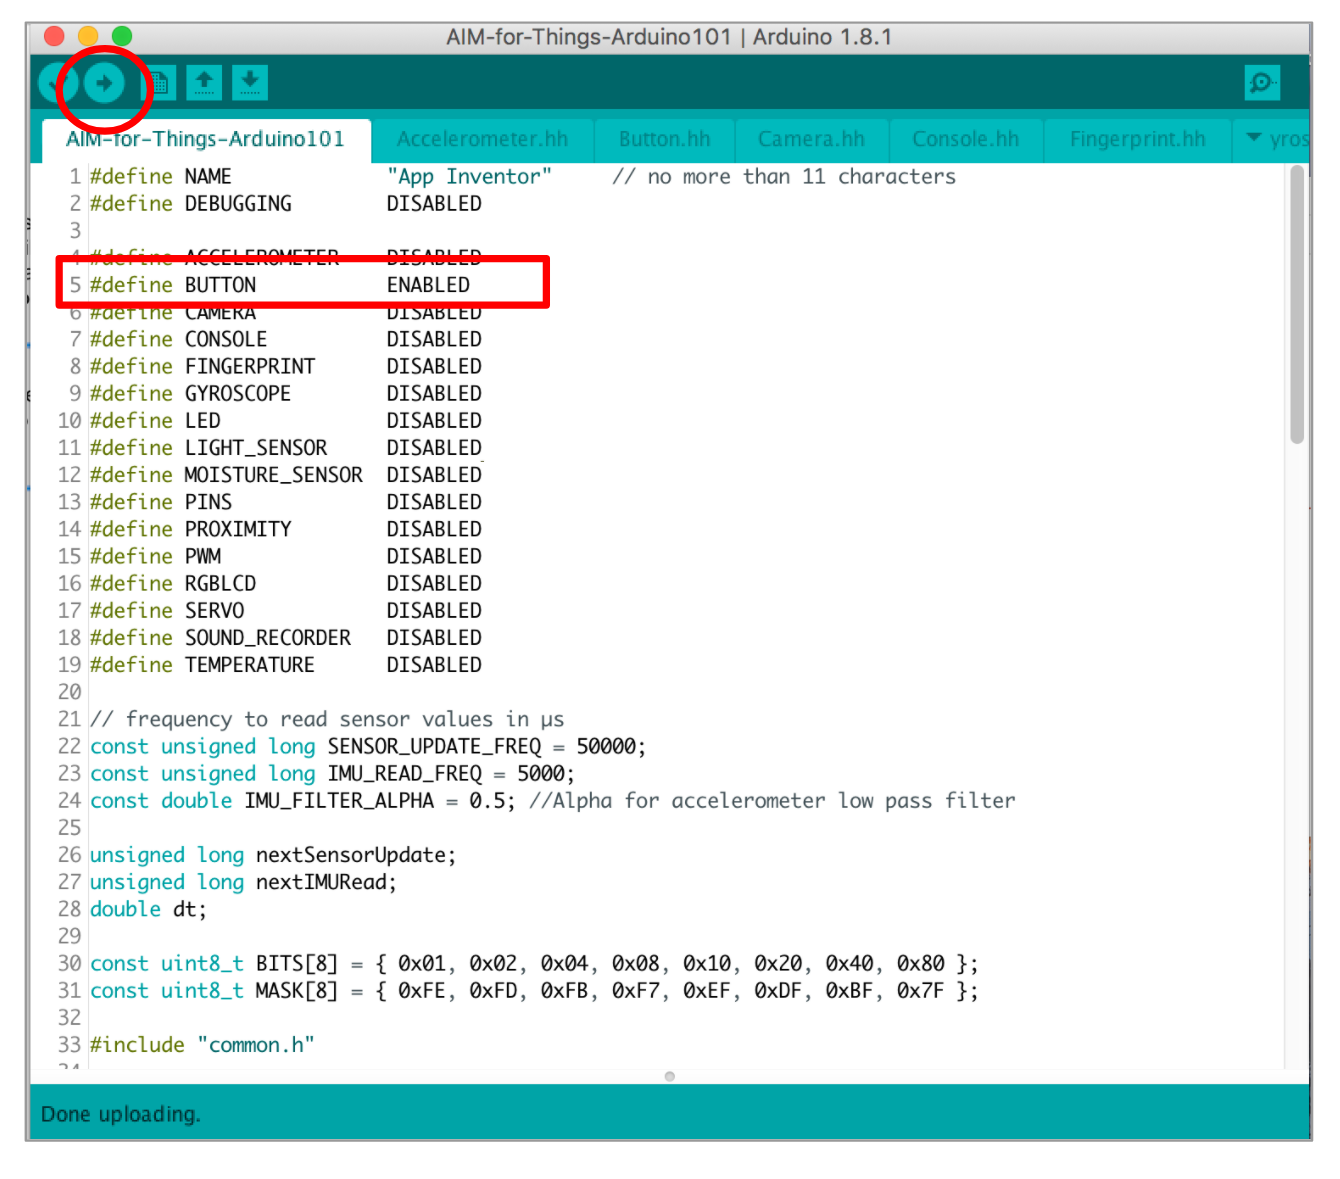 AIM-for-Things-Arduino101 | Arduino 1.8.1
AIM-for-Things-Arduino101 Accelerometer.hh Button.hh Camera.hh Console.hh Fingerprint.hh yros
1 #define NAME "App Inventor" // no more than 11 characters
2 #define DEBUGGING DISABLED
3
4 #define ACCELEROMETER DISABLED
5 #define BUTTON ENABLED
6 #define CAMERA DISABLED
7 #define CONSOLE DISABLED
8 #define FINGERPRINT DISABLED
9 #define GYROSCOPE DISABLED
10 #define LED DISABLED
11 #define LIGHT_SENSOR DISABLED
12 #define MOISTURE_SENSOR DISABLED
13 #define PINS DISABLED
14 #define PROXIMITY DISABLED
15 #define PWM DISABLED
16 #define RGBLCD DISABLED
17 #define SERVO DISABLED
18 #define SOUND_RECORDER DISABLED
19 #define TEMPERATURE DISABLED
20
21 // frequency to read sensor values in µs
22 const unsigned long SENSOR_UPDATE_FREQ = 50000;
23 const unsigned long IMU_READ_FREQ = 5000;
24 const double IMU_FILTER_ALPHA = 0.5; //Alpha for accelerometer low pass filter
25
26 unsigned long nextSensorUpdate;
27 unsigned long nextIMURead;
28 double dt;
29
30 const uint8_t BITS[8] = { 0x01, 0x02, 0x04, 0x08, 0x10, 0x20, 0x40, 0x80 };
31 const uint8_t MASK[8] = { 0xFE, 0xFD, 0xFB, 0xF7, 0xEF, 0xDF, 0xBF, 0x7F };
32
33 #include "common.h"
34
Done uploading.